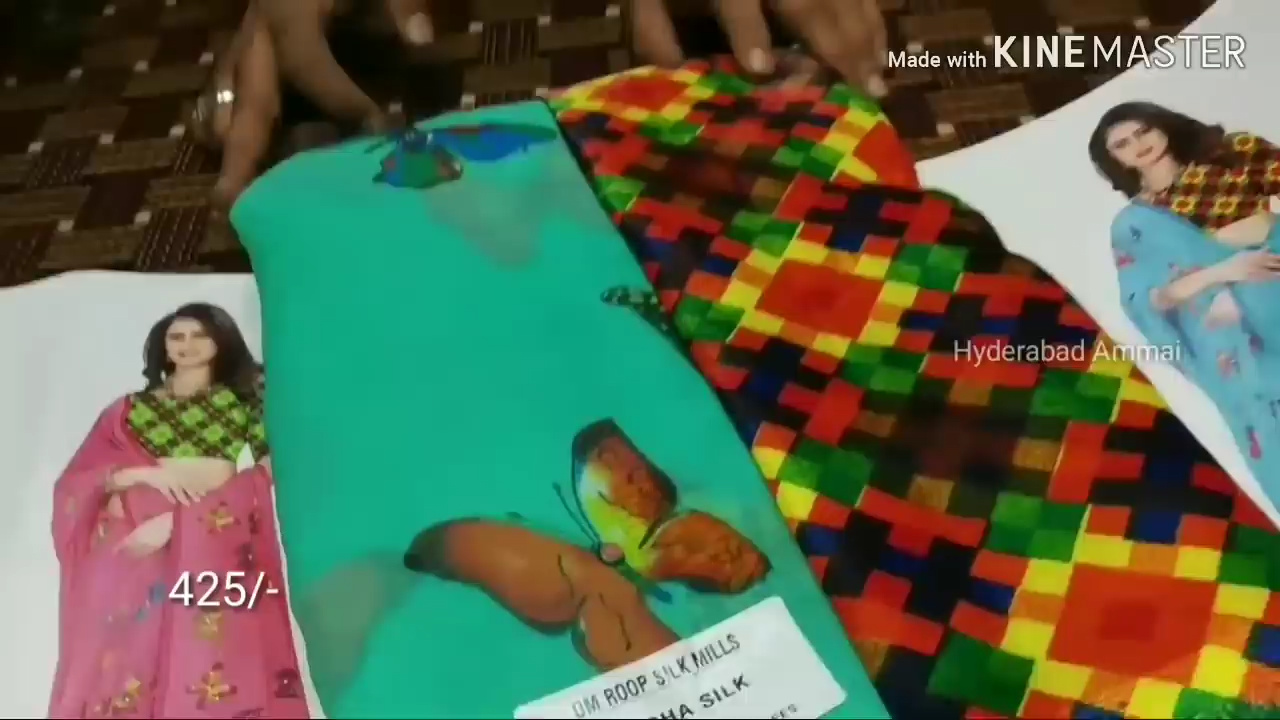 Made with KINEMASTER
Hyderabad Ammai
425/-
OM ROOP SILK MILLS
SILK